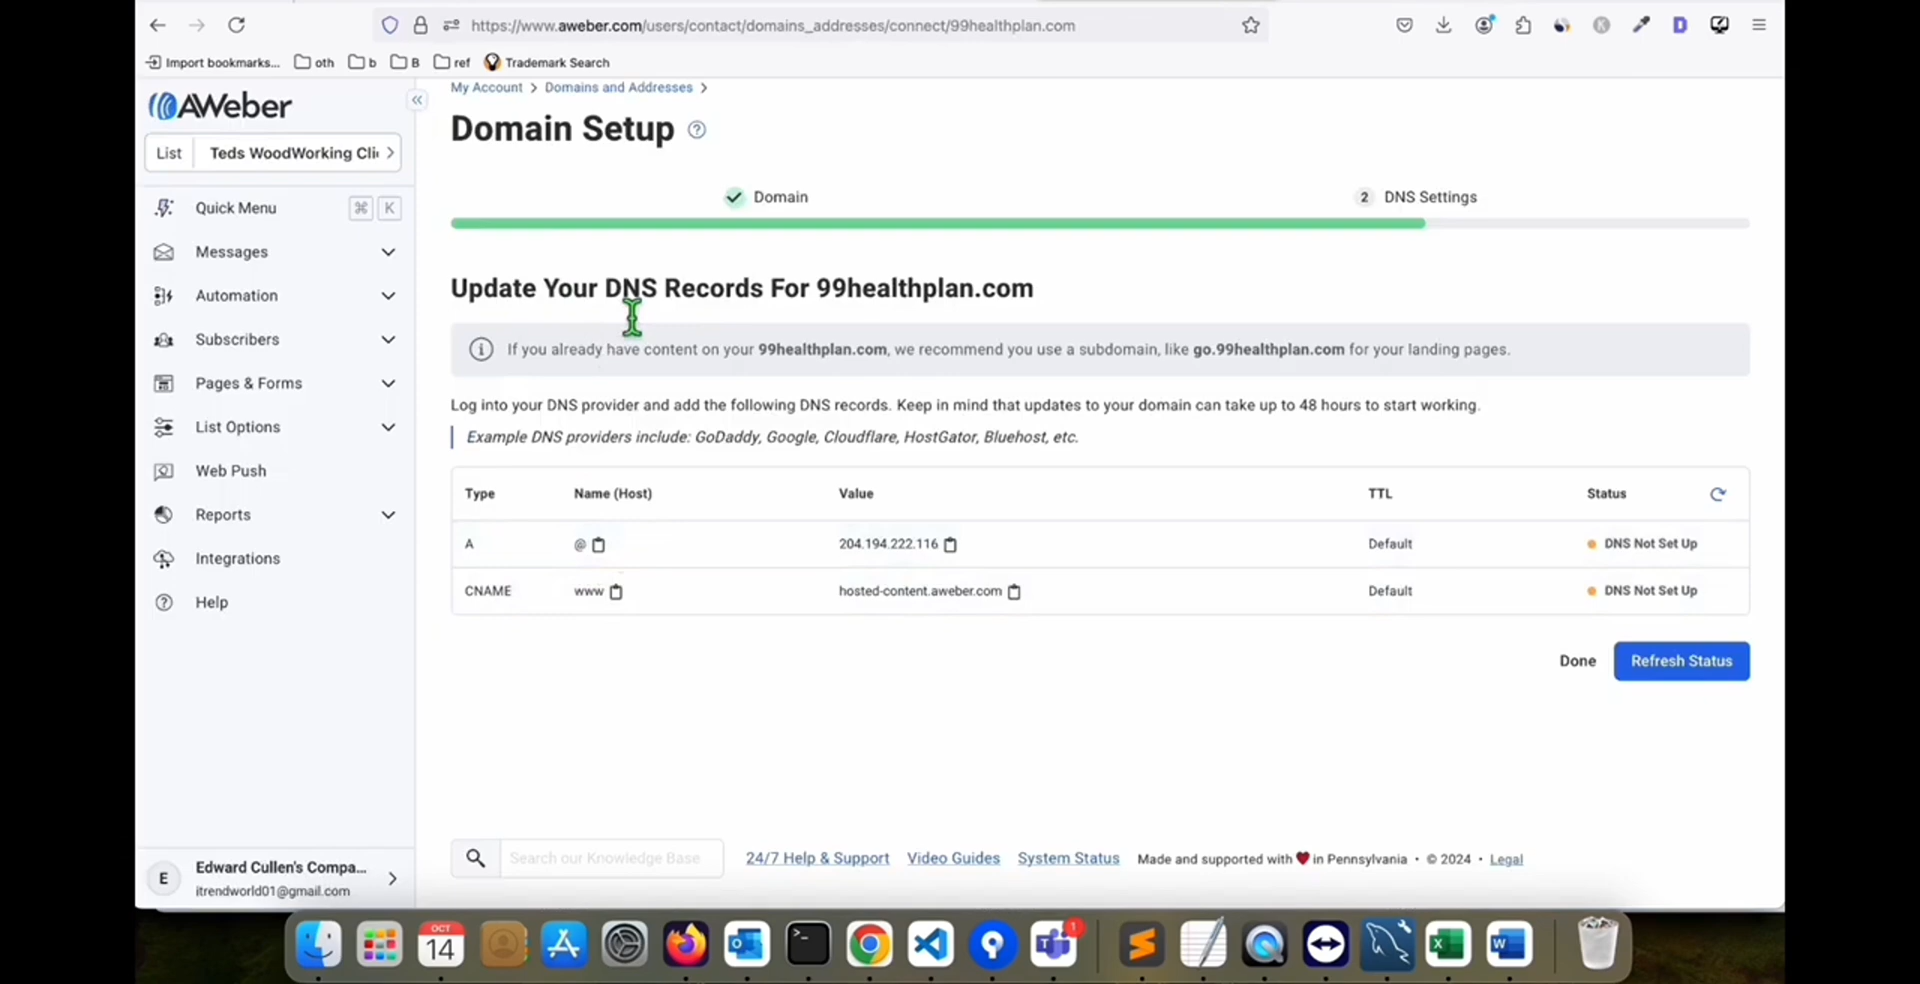 https://www.aweber.com/users/contact/domains_addresses/connect/99healthplan.com
Import bookmarks...
oth
b
B
ref
Trademark Search
AWeber
List
Teds WoodWorking Cli
Quick Menu
⌘
K
Messages
Automation
Subscribers
Pages & Forms
List Options
Web Push
Reports
Integrations
Help
E
Edward Cullen's Compa...
itrendworld01@gmail.com
My Account > Domains and Addresses >
Domain Setup
Domain
2 DNS Settings
Update Your DNS Records For 99healthplan.com
If you already have content on your 99healthplan.com, we recommend you use a subdomain, like go.99healthplan.com for your landing pages.
Log into your DNS provider and add the following DNS records. Keep in mind that updates to your domain can take up to 48 hours to start working.
Example DNS providers include: GoDaddy, Google, Cloudflare, HostGator, Bluehost, etc.
Type Name (Host) Value TTL Status
A @ 204.194.222.116 Default DNS Not Set Up
CNAME www hosted-content.aweber.com Default DNS Not Set Up
Done
Refresh Status
Search our Knowledge Base
24/7 Help & Support
Video Guides
System Status
Made and supported with ❤ in Pennsylvania • © 2024 • Legal
OCT
14
1